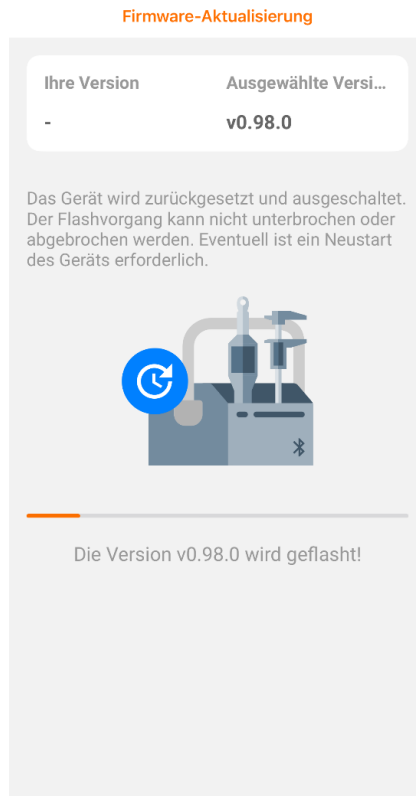 Firmware-Aktualisierung
Ihre Version Ausgewählte Versi...
- v0.98.0
Das Gerät wird zurückgesetzt und ausgeschaltet.
Der Flashvorgang kann nicht unterbrochen oder
abgebrochen werden. Eventuell ist ein Neustart
des Geräts erforderlich.
Die Version v0.98.0 wird geflasht!